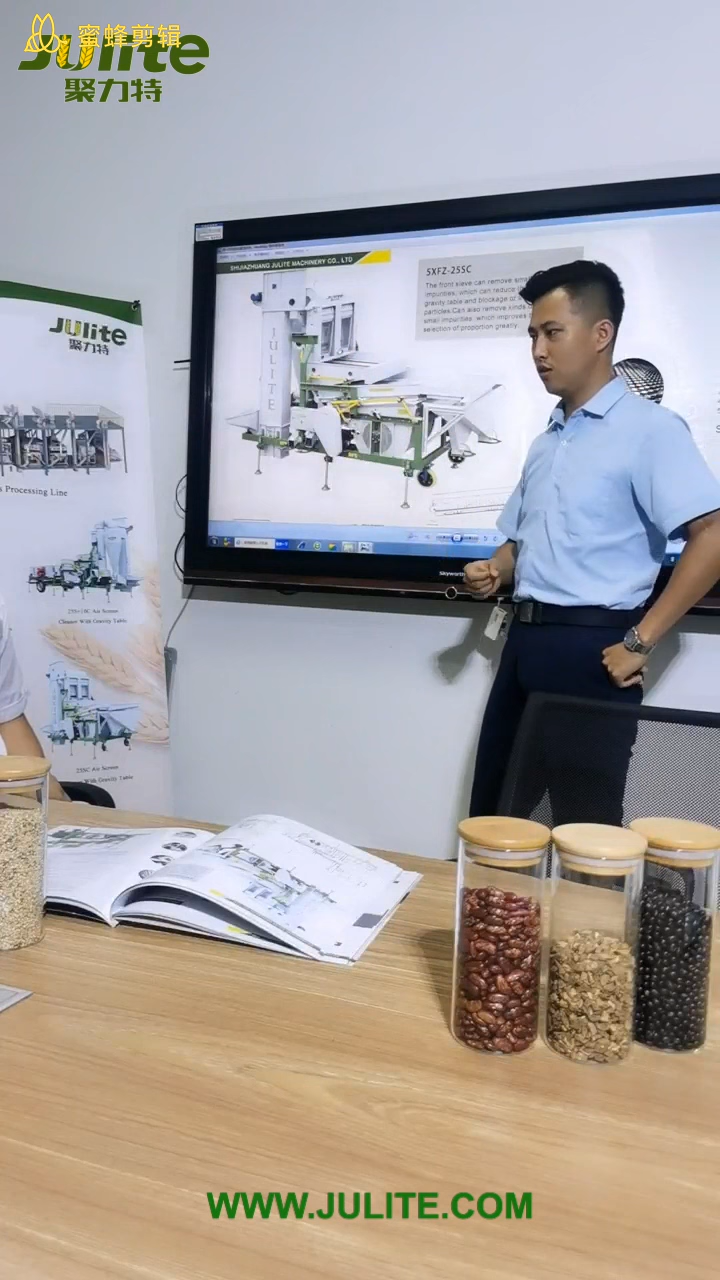 蜜蜂剪辑
Julite
聚力特
SHIJIAZHUANG JULITE MACHINERY CO., LTD
5XFZ-25SC
The front sieve can remove small
impurities, which can reduce
gravity table and blockage of
particles.Can also remove kinds
small impurities, which improves
selection of proportion greatly.
JULITE
Skyworth
Julite
聚力特
s Processing Line
Cleaner With Gravity Table
25SC Air Screen
With Gravity Table
WWW.JULITE.COM